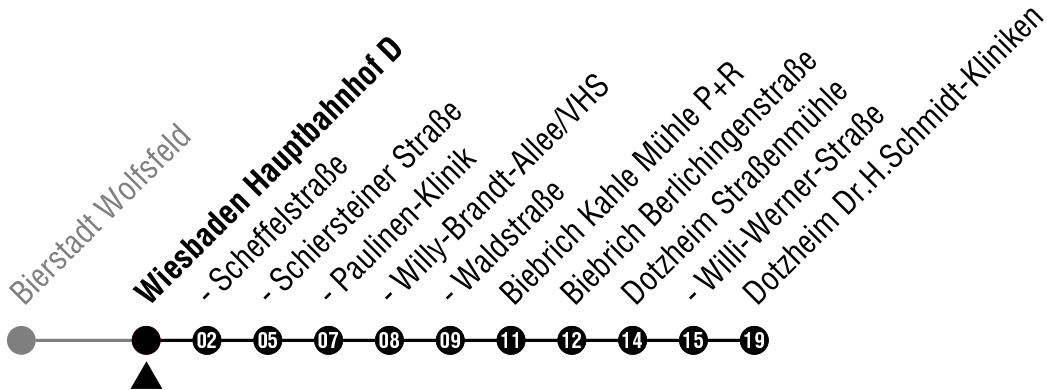 Bierstadt Wolfsfeld
Wiesbaden Hauptbahnhof D
- Scheffelstraße
- Schiersteiner Straße
- Paulinen-Klinik
- Willy-Brandt-Allee/VHS
- Waldstraße
Biebrich Kahle Mühle P+R
Biebrich Berlichingenstraße
Dotzheim Straßenmühle
- Willi-Werner-Straße
Dotzheim Dr.H.Schmidt-Kliniken
02 05 07 08 09 11 12 14 15 19